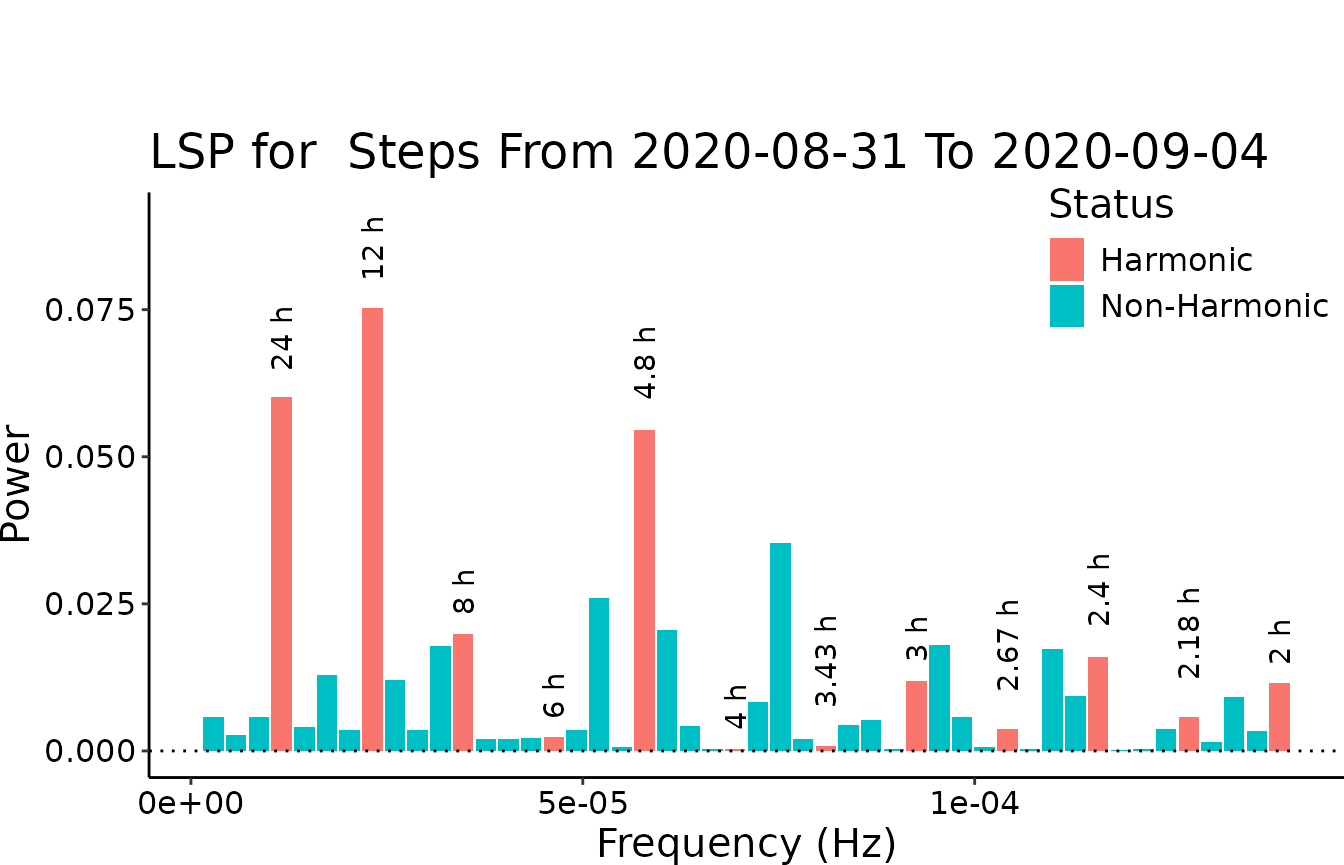 LSP for  Steps From 2020-08-31 To 2020-09-04
Status
Harmonic
Non-Harmonic
Power
0.075
0.050
0.025
0.000
24 h
12 h
8 h
6 h
4.8 h
4 h
3.43 h
3 h
2.67 h
2.4 h
2.18 h
2 h
0e+00
5e-05
1e-04
Frequency (Hz)